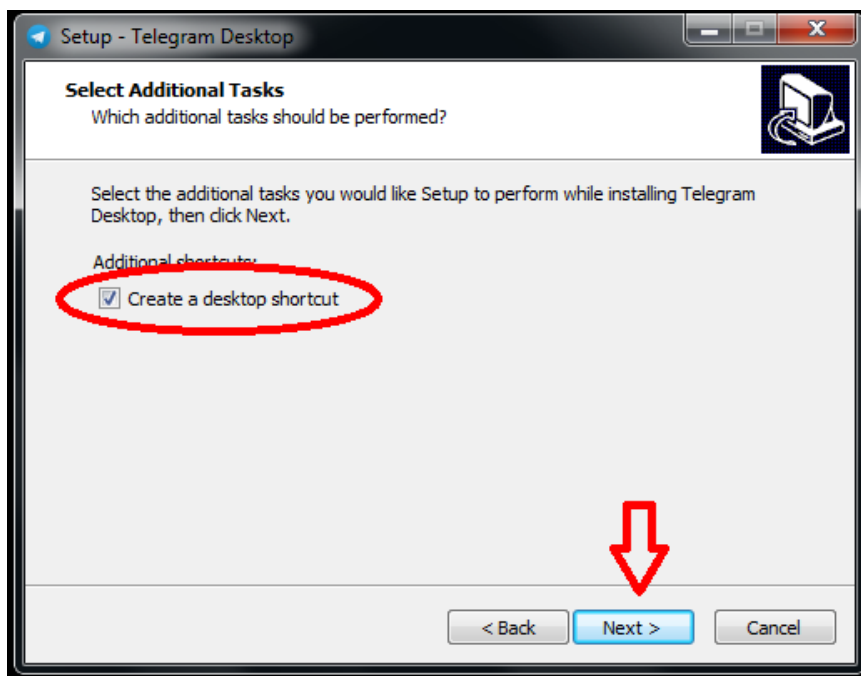 Setup - Telegram Desktop
Select Additional Tasks
Which additional tasks should be performed?
Select the additional tasks you would like Setup to perform while installing Telegram
Desktop, then click Next.
Additional shortcuts:
Create a desktop shortcut
< Back
Next >
Cancel